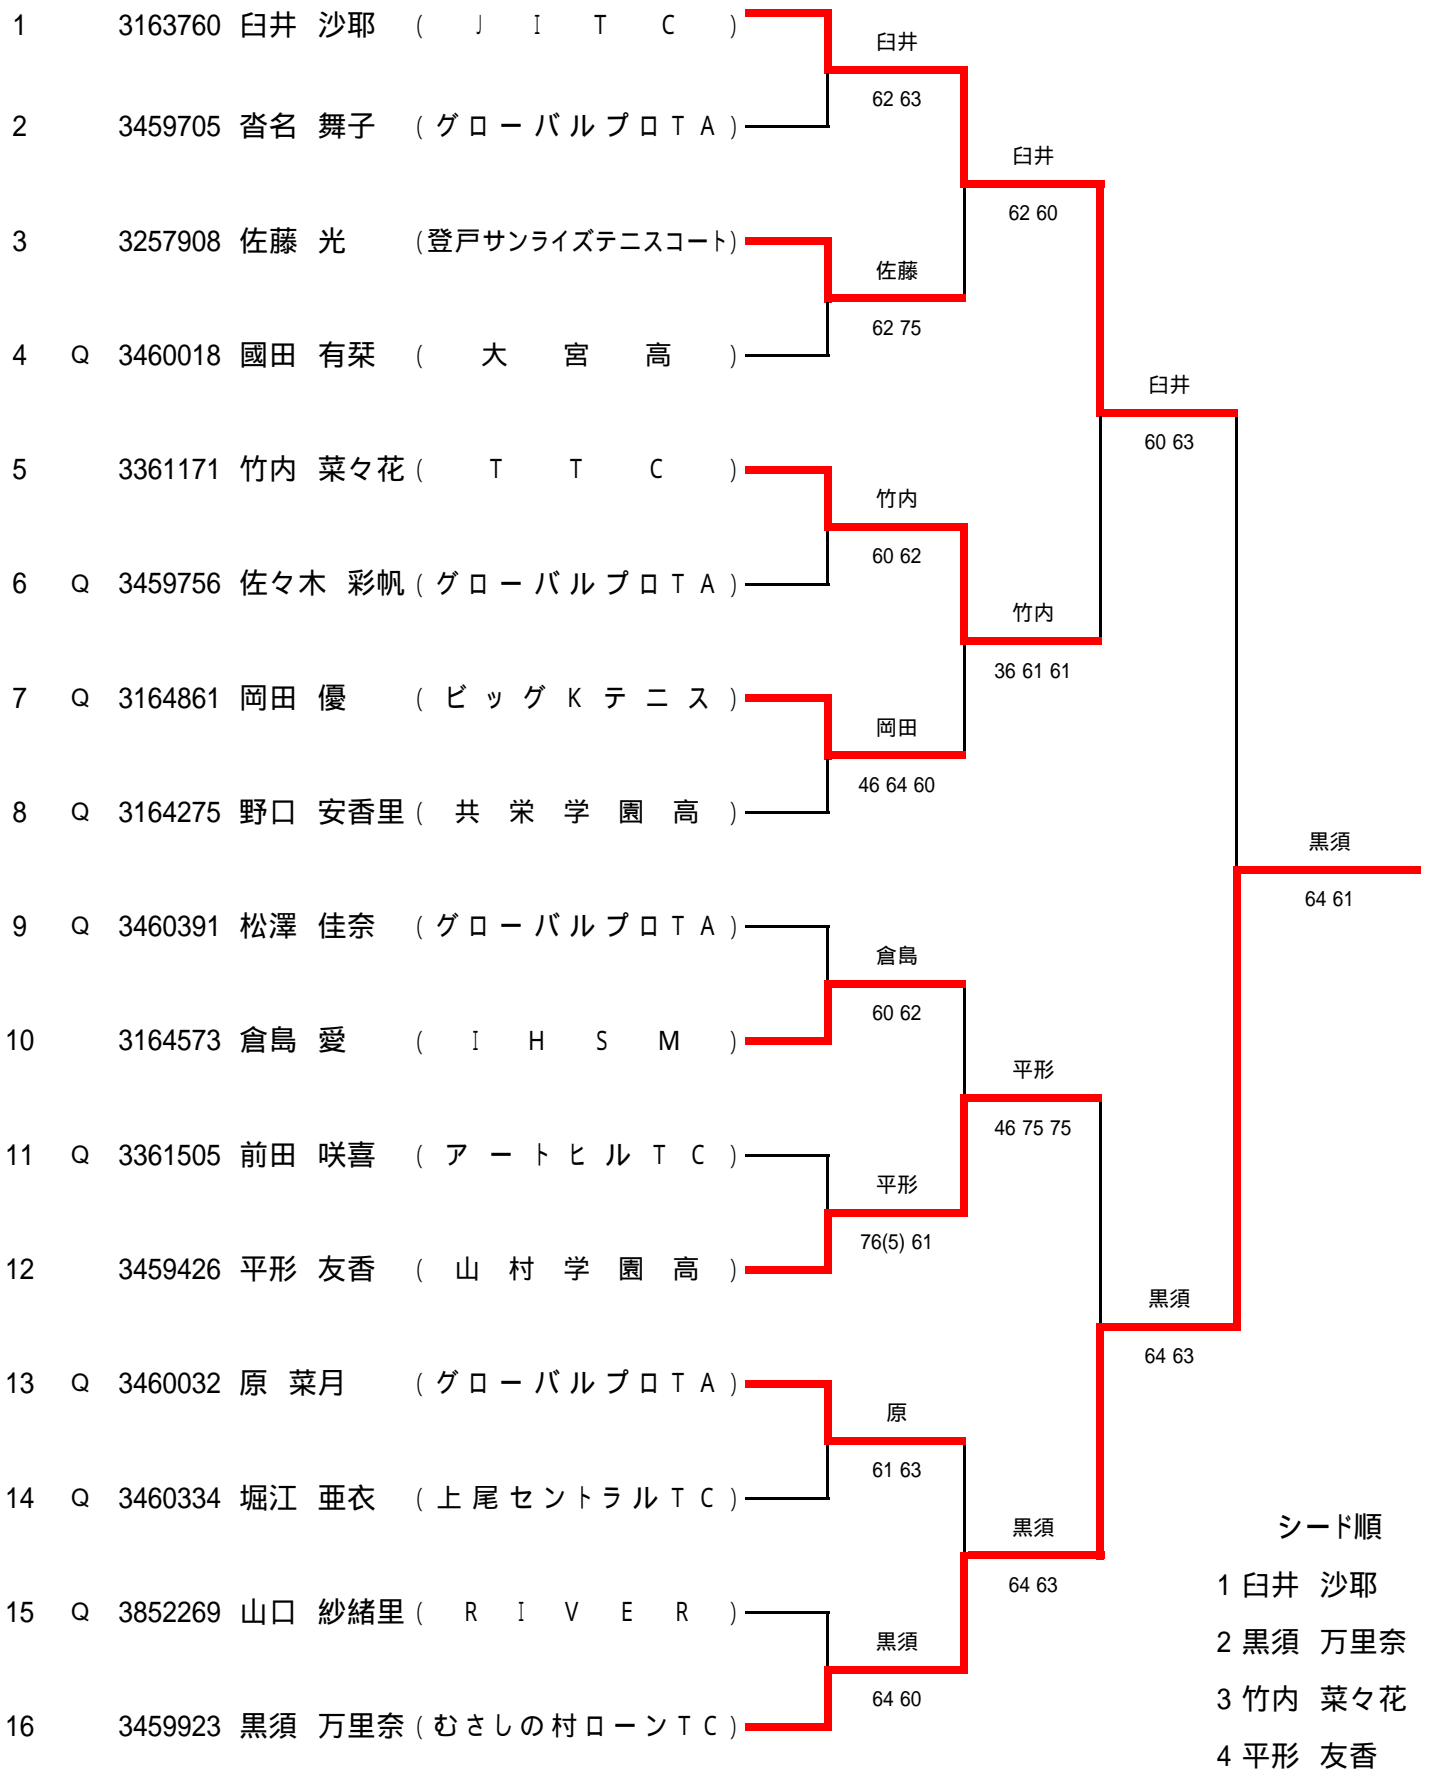 1 3163760 臼井 沙耶 ( J I T C )
臼井
62 63
2 3459705 沓名 舞子 (グローバルプロTA)
臼井
62 60
3 3257908 佐藤 光 (登戸サンライズテニスコート)
佐藤
62 75
4 Q 3460018 國田 有栞 ( 大 宮 高 )
臼井
60 63
5 3361171 竹内 菜々花 ( T T C )
竹内
60 62
6 Q 3459756 佐々木 彩帆 (グローバルプロTA)
竹内
36 61 61
7 Q 3164861 岡田 優 (ビッグKテニス)
岡田
46 64 60
8 Q 3164275 野口 安香里 ( 共 栄 学 園 高 )
黒須
64 61
9 Q 3460391 松澤 佳奈 (グローバルプロTA)
倉島
60 62
10 3164573 倉島 愛 ( I H S M )
平形
46 75 75
11 Q 3361505 前田 咲喜 (アートヒルTC)
平形
76(5) 61
12 3459426 平形 友香 ( 山 村 学 園 高 )
黒須
64 63
13 Q 3460032 原 菜月 (グローバルプロTA)
原
61 63
14 Q 3460334 堀江 亜衣 (上尾セントラルTC)
黒須
64 63
15 Q 3852269 山口 紗緒里 ( R I V E R )
黒須
64 60
16 3459923 黒須 万里奈 (むさしの村ローンTC)
シード順
1 臼井 沙耶
2 黒須 万里奈
3 竹内 菜々花
4 平形 友香